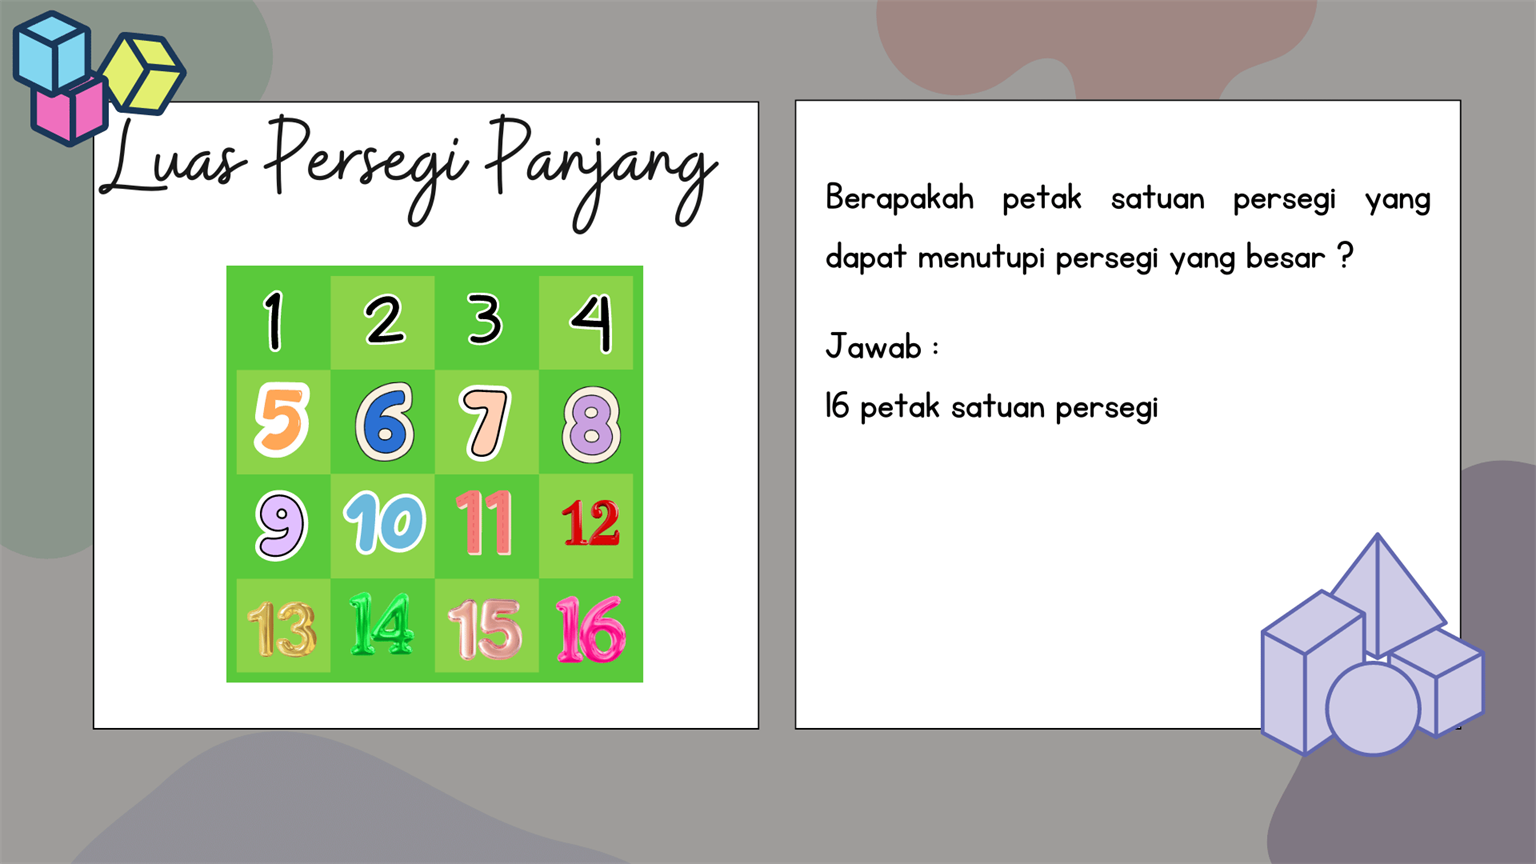 Luas Persegi Panjang
1 2 3 4
5 6 7 8
9 10 11 12
13 14 15 16
Berapakah petak satuan persegi yang
dapat menutupi persegi yang besar ?
Jawab :
16 petak satuan persegi